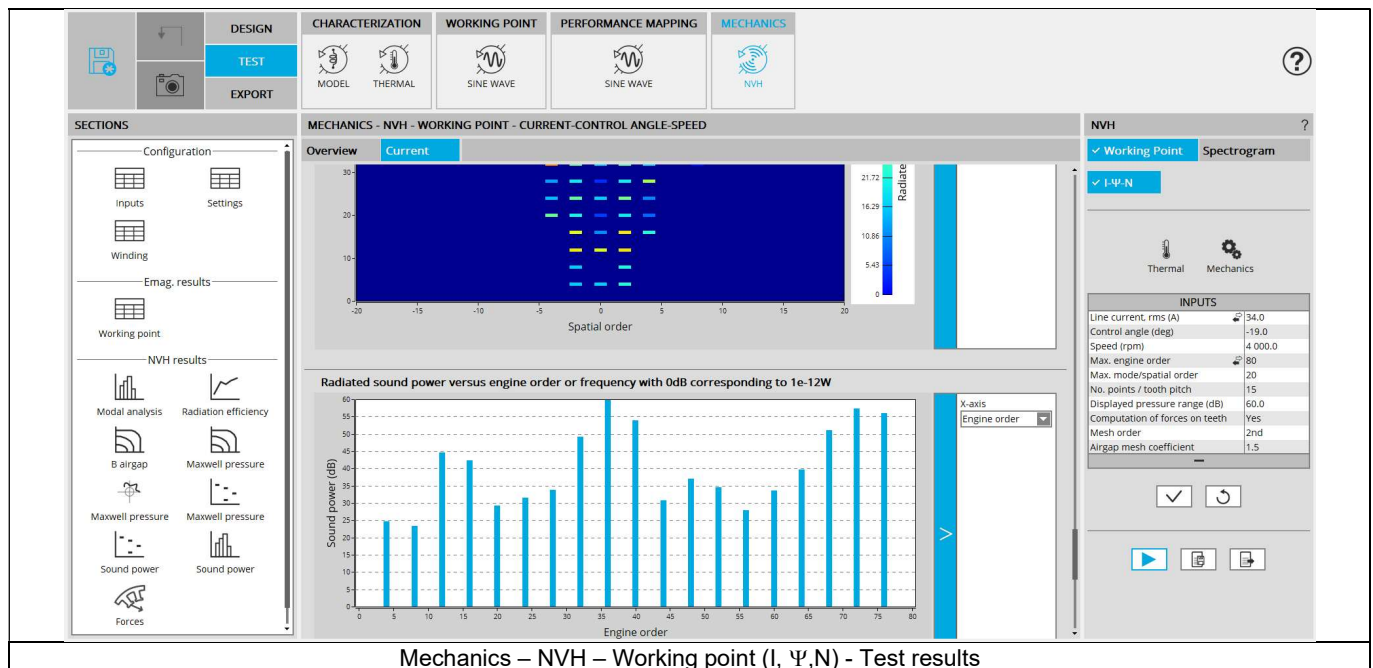 DESIGN
TEST
EXPORT
CHARACTERIZATION
MODEL THERMAL
WORKING POINT
SINE WAVE
PERFORMANCE MAPPING
SINE WAVE
MECHANICS
NVH
?
SECTIONS
Configuration
Inputs Settings
Winding
Emag. results
Working point
NVH results
Modal analysis Radiation efficiency
B airgap Maxwell pressure
Maxwell pressure Maxwell pressure
Sound power Sound power
Forces
MECHANICS - NVH - WORKING POINT - CURRENT-CONTROL ANGLE-SPEED
Overview Current
30
20
10
0
-20 -15 -10 -5 0 5 10 15 20
Spatial order
21.72
16.29
10.86
5.43
0
Radiate
Radiated sound power versus engine order or frequency with 0dB corresponding to 1e-12W
Sound power (dB)
60
55
50
45
40
35
30
25
20
15
10
5
0
0 5 10 15 20 25 30 35 40 45 50 55 60 65 70 75 80
Engine order
>
X-axis
Engine order
NVH ?
Working Point Spectrogram
I-Ψ-N
Thermal Mechanics
INPUTS
Line current, rms (A) 34.0
Control angle (deg) -19.0
Speed (rpm) 4 000.0
Max. engine order 80
Max. mode/spatial order 20
No. points / tooth pitch 15
Displayed pressure range (dB) 60.0
Computation of forces on teeth Yes
Mesh order 2nd
Airgap mesh coefficient 1.5
Mechanics – NVH – Working point (I, Ψ,N) - Test results